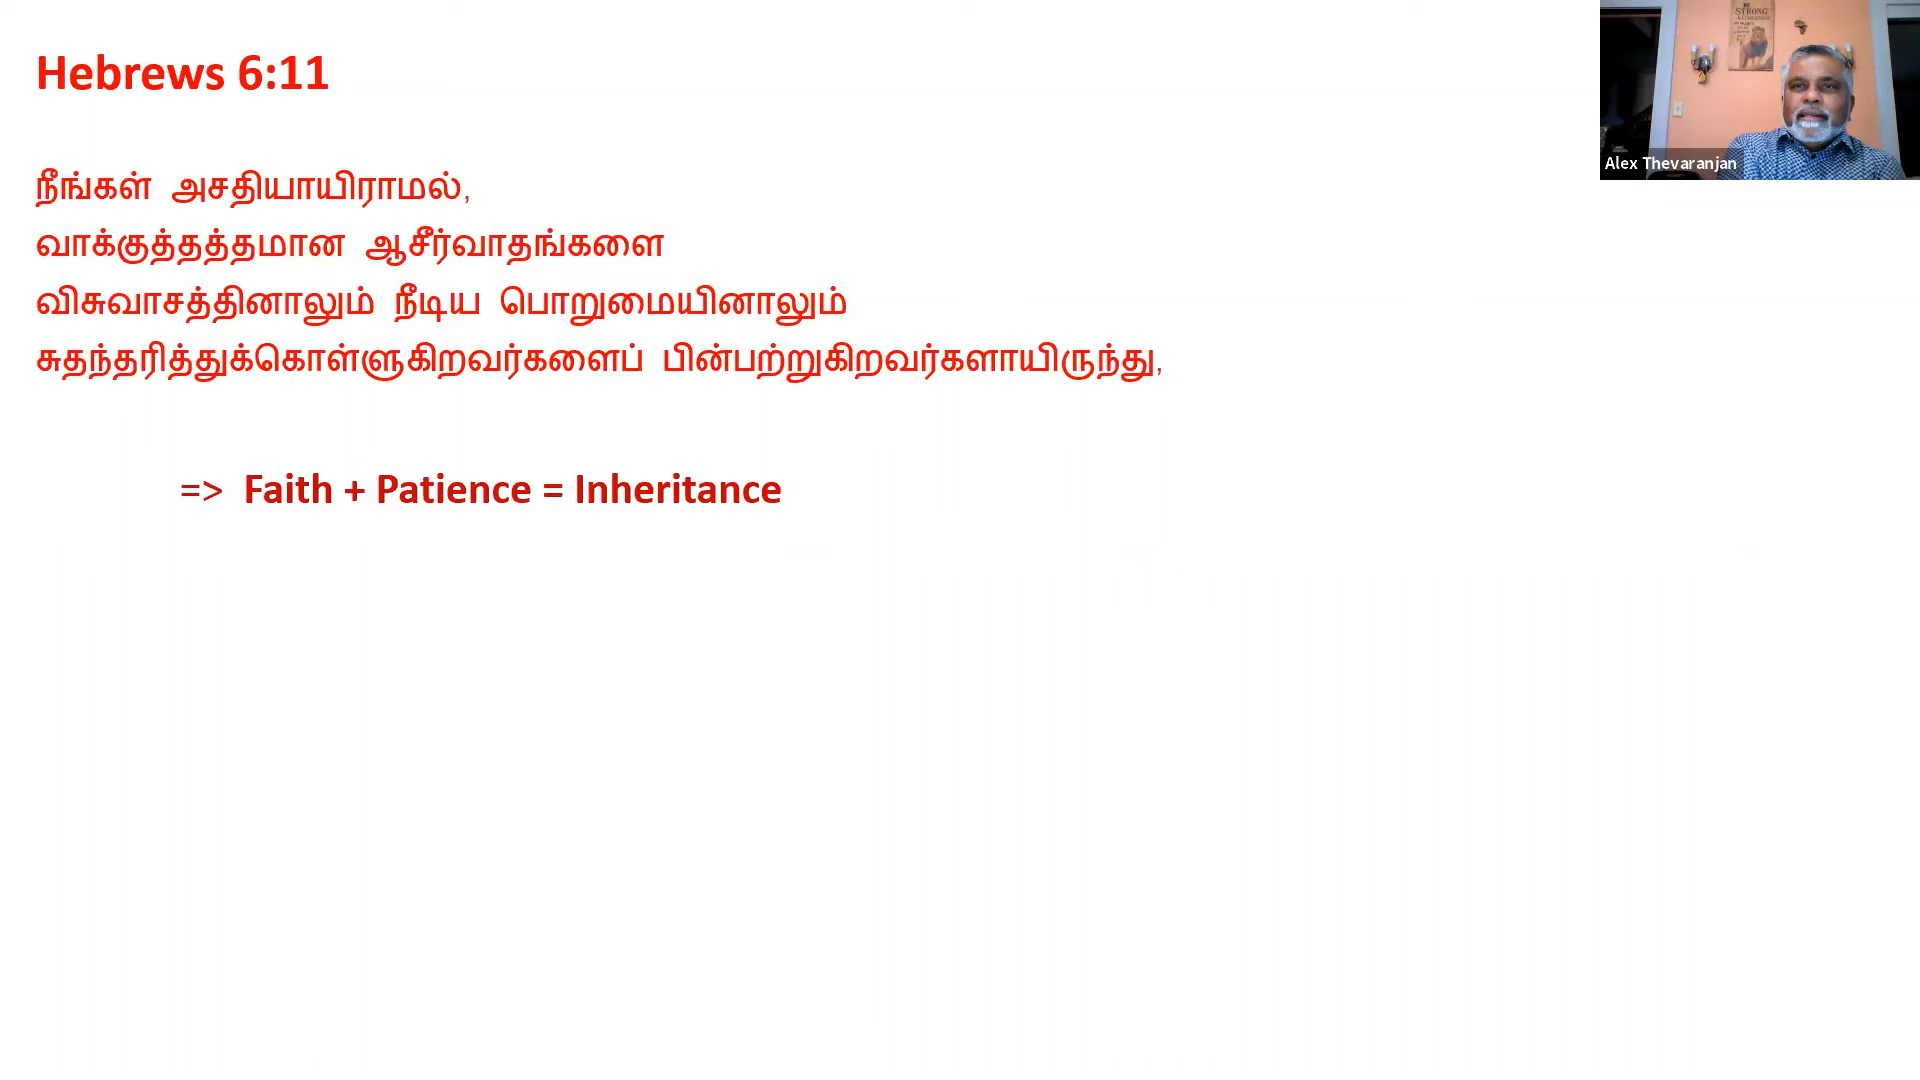 Hebrews 6:11
நீங்கள் அசதியாயிராமல்,
வாக்குத்தத்தமான ஆசீர்வாதங்களை
விசுவாசத்தினாலும் நீடிய பொறுமையினாலும்
சுதந்தரித்துக்கொள்ளுகிறவர்களைப் பின்பற்றுகிறவர்களாயிருந்து,
=> Faith + Patience = Inheritance
STRONG
Alex Thevaranjan